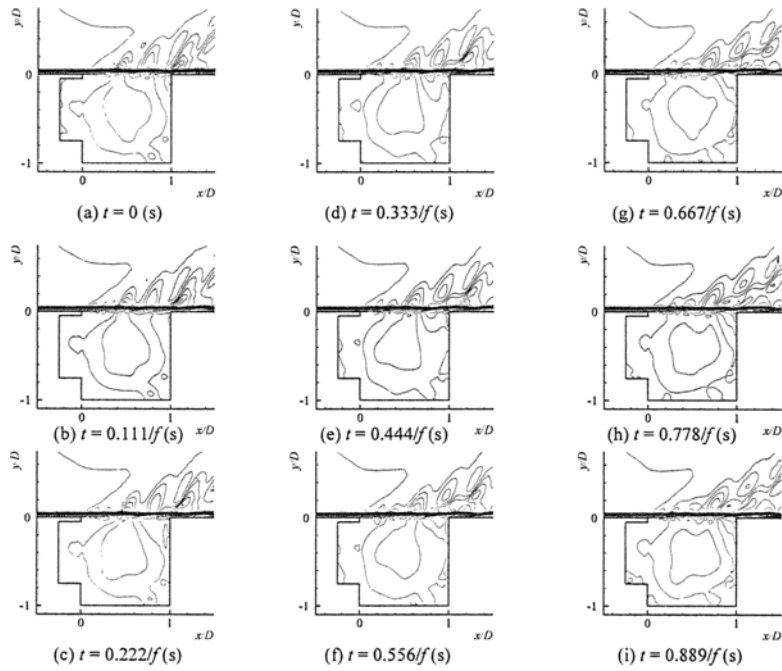 y/D
0
-1
0
1
x/D
(a) t = 0 (s)
y/D
0
-1
0
1
x/D
(d) t = 0.333/f (s)
y/D
0
-1
0
1
x/D
(g) t = 0.667/f (s)
y/D
0
-1
0
1
x/D
(b) t = 0.111/f (s)
y/D
0
-1
0
1
x/D
(e) t = 0.444/f (s)
y/D
0
-1
0
1
x/D
(h) t = 0.778/f (s)
y/D
0
-1
0
1
x/D
(c) t = 0.222/f (s)
y/D
0
-1
0
1
x/D
(f) t = 0.556/f (s)
y/D
0
-1
0
1
x/D
(i) t = 0.889/f (s)